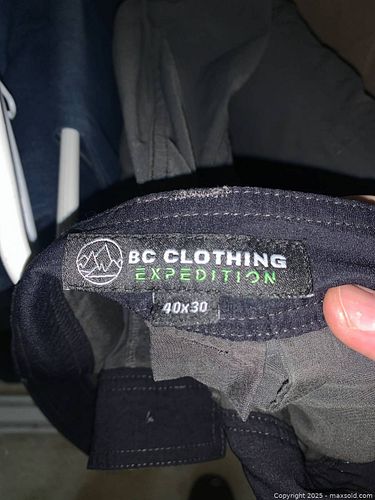 BC CLOTHING
EXPEDITION
40x30
Copyright 2025 - maxsold.com